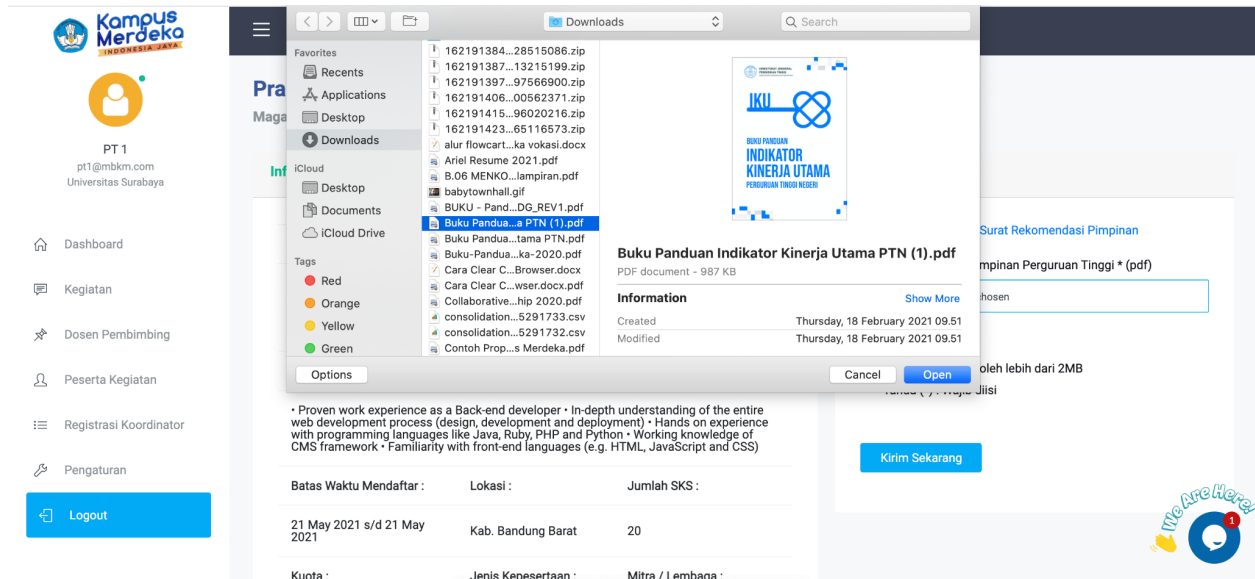 Kampus
Merdeka
INDONESIA JAYA
PT 1
pt1@mbkm.com
Universitas Surabaya
Dashboard
Kegiatan
Dosen Pembimbing
Peserta Kegiatan
Registrasi Koordinator
Pengaturan
Logout
Pra
Maga
Inf
Downloads
Search
Favorites
Recents
Applications
Desktop
Downloads
iCloud
Desktop
Documents
iCloud Drive
Tags
Red
Orange
Yellow
Green
162191384...28515086.zip
162191387...13215199.zip
162191397...97566900.zip
162191406...00562371.zip
162191415...96020216.zip
162191423...65116573.zip
alur flowcart...ka vokasi.docx
Ariel Resume 2021.pdf
B.06 MENKO...lampiran.pdf
babytownhall.gif
BUKU - Pand...DG_REV1.pdf
Buku Pandua...a PTN (1).pdf
Buku Pandua...tama PTN.pdf
Buku-Pandua...ka-2020.pdf
Cara Clear C...Browser.docx
Cara Clear C...wser.docx.pdf
Collaborative...hip 2020.pdf
consolidation...5291733.csv
consolidation...5291732.csv
Contoh Prop...s Merdeka.pdf
IKU
BUKU PANDUAN
INDIKATOR
KINERJA UTAMA
PERGURUAN TINGGI NEGERI
Buku Panduan Indikator Kinerja Utama PTN (1).pdf
PDF document - 987 KB
Information
Show More
Created
Thursday, 18 February 2021 09.51
Modified
Thursday, 18 February 2021 09.51
Options
Cancel
Open
Surat Rekomendasi Pimpinan
mpinan Perguruan Tinggi * (pdf)
hosen
oleh lebih dari 2MB
Tanda (*) : Wajib diisi
Kirim Sekarang
• Proven work experience as a Back-end developer • In-depth understanding of the entire
web development process (design, development and deployment) • Hands on experience
with programming languages like Java, Ruby, PHP and Python • Working knowledge of
CMS framework • Familiarity with front-end languages (e.g. HTML, JavaScript and CSS)
Batas Waktu Mendaftar :
Lokasi :
Jumlah SKS :
21 May 2021 s/d 21 May
2021
Kab. Bandung Barat
20
Kuota :
Jenis Kepesertaan :
Mitra / Lembaga :
We Are Here!
1